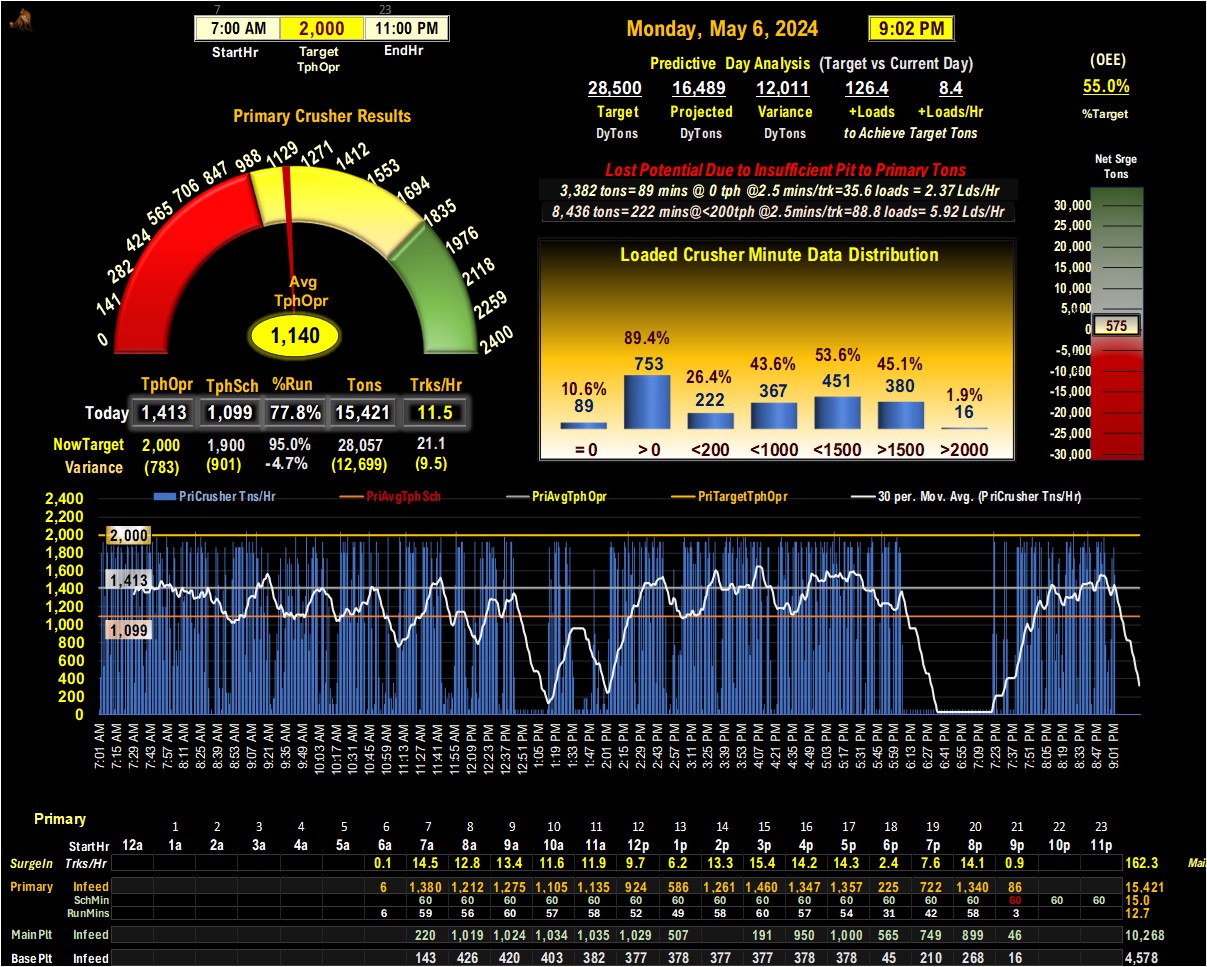 7 23
7:00 AM 2,000 11:00 PM
StartHr Target TphOpr EndHr
Monday, May 6, 2024 9:02 PM
Predictive Day Analysis (Target vs Current Day)
28,500 16,489 12,011 126.4 8.4
Target Projected Variance +Loads +Loads/Hr
DyTons DyTons DyTons to Achieve Target Tons
(OEE)
55.0%
%Target
Primary Crusher Results
0 141 282 424 565 706 847 988 1129 1271 1412 1553 1694 1835 1976 2118 2259 2400
Avg
TphOpr
1,140
Lost Potential Due to Insufficient Pit to Primary Tons
3,382 tons= 89 mins @ 0 tph @2.5 mins/trk=35.6 loads = 2.37 Lds/Hr
8,436 tons= 222 mins@<200tph @2.5mins/trk=88.8 loads= 5.92 Lds/Hr
Net Srge
Tons
30,000
25,000
20,000
15,000
10,000
5,000
0
575
-5,000
-10,000
-15,000
-20,000
-25,000
-30,000
Loaded Crusher Minute Data Distribution
10.6% 89.4% 26.4% 43.6% 53.6% 45.1% 1.9%
89 753 222 367 451 380 16
= 0 > 0 <200 <1000 <1500 >1500 >2000
TphOpr TphSch %Run Tons Trks/Hr
Today 1,413 1,099 77.8% 15,421 11.5
NowTarget 2,000 1,900 95.0% 28,057 21.1
Variance (783) (901) -4.7% (12,699) (9.5)
PriCrusher Tns/Hr PriAvgTphSch PriAvgTphOpr PriTargetTphOpr 30 per. Mov. Avg. (PriCrusher Tns/Hr)
2,400
2,200
2,000
1,800
1,600
1,400
1,200
1,000
800
600
400
200
0
2,000
1,413
1,099
7:01 AM 7:15 AM 7:29 AM 7:43 AM 7:57 AM 8:11 AM 8:25 AM 8:39 AM 8:53 AM 9:07 AM 9:21 AM 9:35 AM 9:49 AM 10:03 AM 10:17 AM 10:31 AM 10:45 AM 10:59 AM 11:13 AM 11:27 AM 11:41 AM 11:55 AM 12:09 PM 12:23 PM 12:37 PM 12:51 PM 1:05 PM 1:19 PM 1:33 PM 1:47 PM 2:01 PM 2:15 PM 2:29 PM 2:43 PM 2:57 PM 3:11 PM 3:25 PM 3:39 PM 3:53 PM 4:07 PM 4:21 PM 4:35 PM 4:49 PM 5:03 PM 5:17 PM 5:31 PM 5:45 PM 5:59 PM 6:13 PM 6:27 PM 6:41 PM 6:55 PM 7:09 PM 7:23 PM 7:37 PM 7:51 PM 8:05 PM 8:19 PM 8:33 PM 8:47 PM 9:01 PM
Primary
1 2 3 4 5 6 7 8 9 10 11 12 13 14 15 16 17 18 19 20 21 22 23
StartHr 12a 1a 2a 3a 4a 5a 6a 7a 8a 9a 10a 11a 12p 1p 2p 3p 4p 5p 6p 7p 8p 9p 10p 11p
SurgeIn Trks/Hr 0.1 14.5 12.8 13.4 11.6 11.9 9.7 6.2 13.3 15.4 14.2 14.3 2.4 7.6 14.1 0.9 162.3
Primary Infeed 6 1,380 1,212 1,275 1,105 1,135 924 586 1,261 1,460 1,347 1,357 225 722 1,340 86 15,421
SchMin 60 60 60 60 60 60 60 60 60 60 60 60 60 60 60 60 60 15.0
RunMins 6 59 56 60 57 58 52 49 58 60 57 54 31 42 58 3 12.7
MainPlt Infeed 220 1,019 1,024 1,034 1,035 1,029 507 191 950 1,000 565 749 899 46 10,268
BasePlt Infeed 143 426 420 403 382 377 378 377 377 378 378 45 210 268 16 4,578